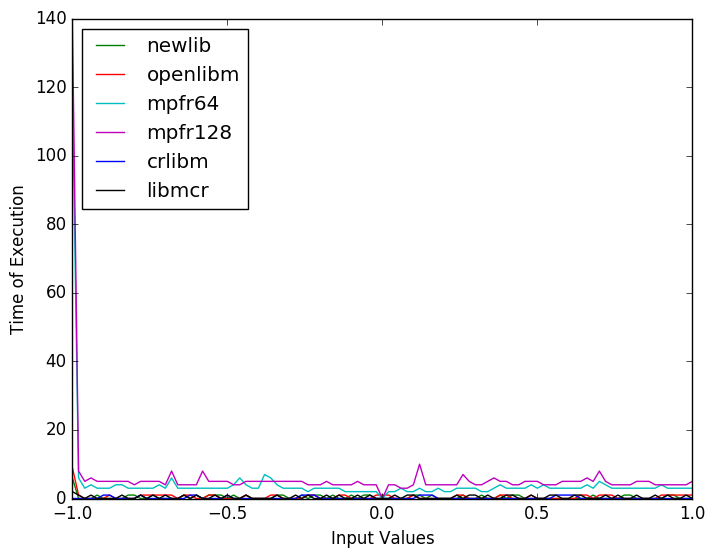 140
120
100
80
60
40
20
0
Time of Execution
newlib
openlibm
mpfr64
mpfr128
crlibm
libmcr
−1.0 −0.5 0.0 0.5 1.0
Input Values